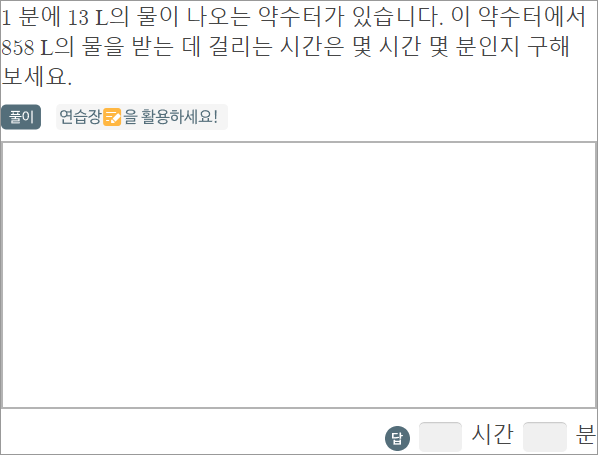 1 분에 13 L의 물이 나오는 약수터가 있습니다. 이 약수터에서
858 L의 물을 받는 데 걸리는 시간은 몇 시간 몇 분인지 구해
보세요.
풀이 연습장을 활용하세요!
답 시간 분